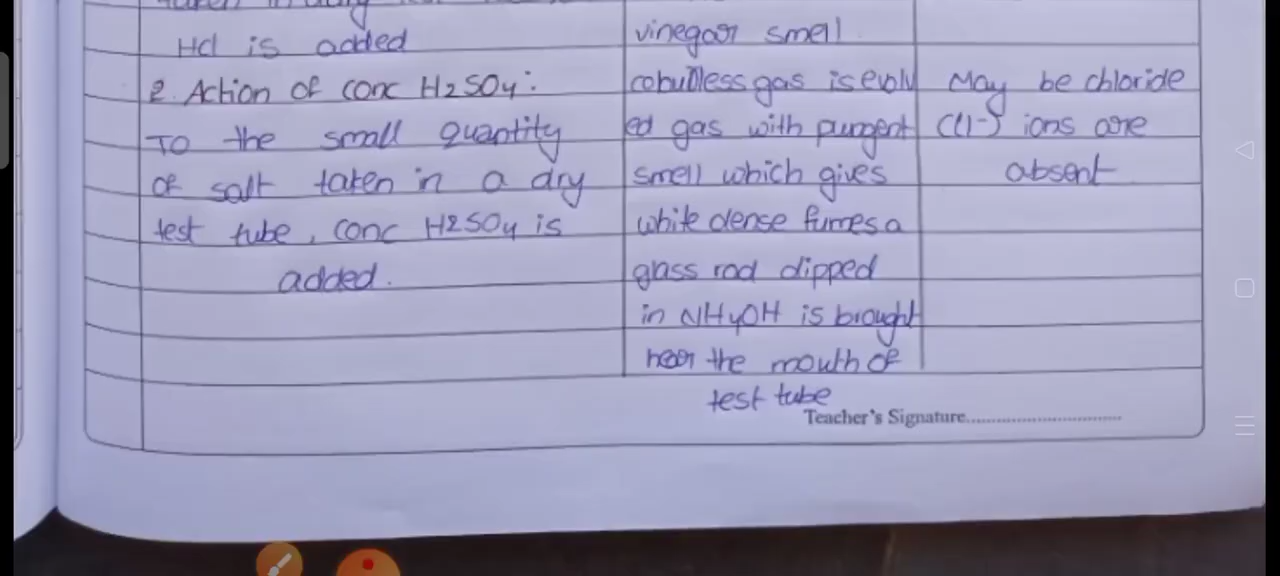 HCl is added
2. Action of conc H2SO4:
To the small quantity
of salt taken in a dry
test tube, conc H2SO4 is
added.
vinegar smell
colourless gas is evolv
ed gas with pungent
smell which gives
white dense fumes a
glass rod dipped
in NH4OH is brought
near the mouth of
test tube
May be chloride
(Cl-) ions are
absent
Teacher's Signature..............................